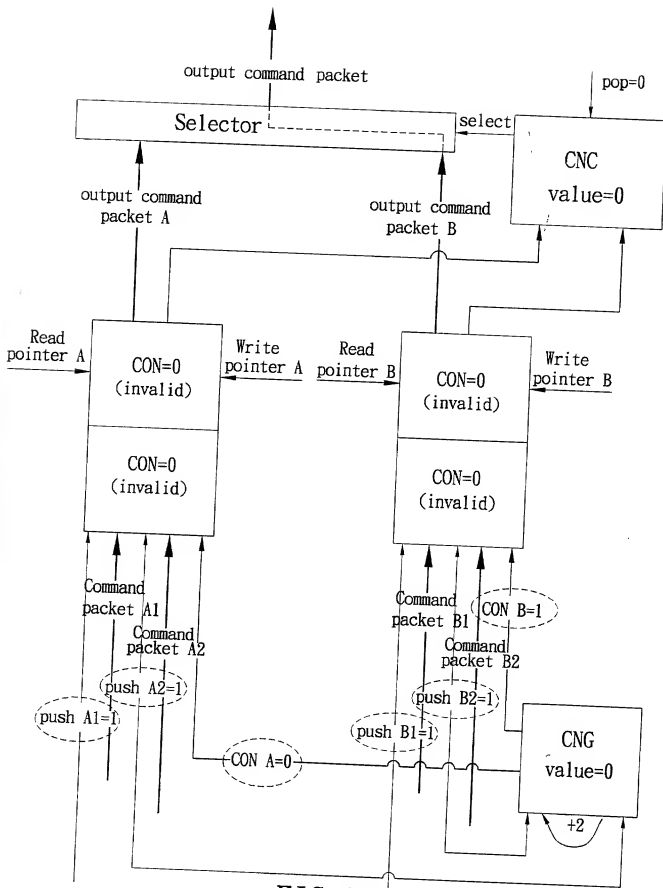 output command packet
pop=0
Selector
select
CNC
value=0
output command
packet A
output command
packet B
Read
pointer A
CON=0
(invalid)
Write
pointer A
Read
pointer B
CON=0
(invalid)
Write
pointer B
CON=0
(invalid)
CON=0
(invalid)
Command
packet A1
Command
packet A2
Command
packet B1
CON B=1
Command
packet B2
push A2=1
push A1=1
push B2=1
push B1=1
CON A=0
CNG
value=0
+2